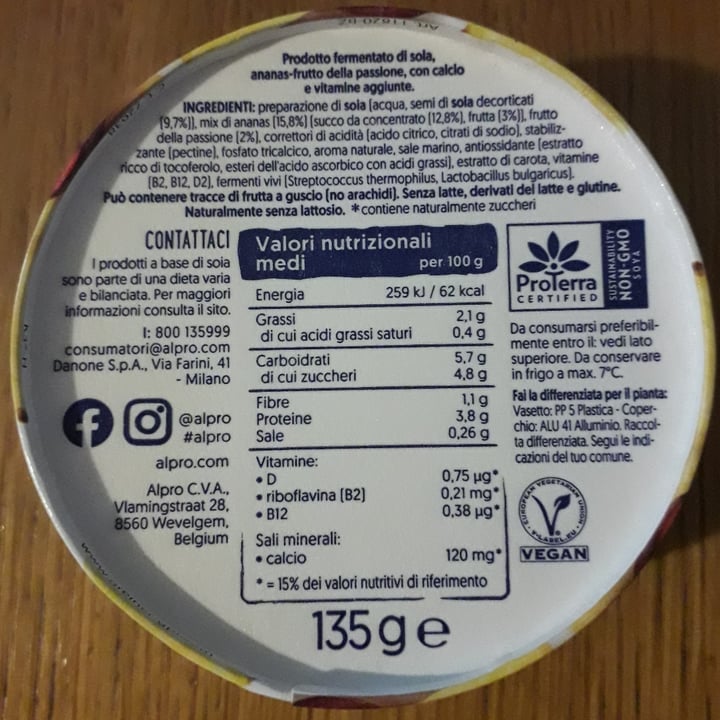 Art. 11620-02
Prodotto fermentato di soia,
ananas-frutto della passione, con calcio
e vitamine aggiunte.
INGREDIENTI: preparazione di soia (acqua, semi di soia decorticati
(9,7%)), mix di ananas (15,8%) (succo da concentrato (12,8%), frutta (3%)), frutto
della passione (2%), correttori di acidità (acido citrico, citrati di sodio), stabiliz-
zante (pectine), fosfato tricalcico, aroma naturale, sale marino, antiossidante (estratto
ricco di tocoferolo, esteri dell'acido ascorbico con acidi grassi), estratto di carota, vitamine
(B2, B12, D2), fermenti vivi (Streptococcus thermophilus, Lactobacillus bulgaricus).
Può contenere tracce di frutta a guscio (no arachidi). Senza latte, derivati del latte e glutine.
Naturalmente senza lattosio. *contiene naturalmente zuccheri
CONTATTACI
I prodotti a base di soia
sono parte di una dieta varia
e bilanciata. Per maggiori
informazioni consulta il sito.
I: 800 135999
consumatori@alpro.com
Danone S.p.A., Via Farini, 41
- Milano
@alpro
#alpro
alpro.com
Alpro C.V.A.,
Vlamingstraat 28,
8560 Wevelgem,
Belgium
Valori nutrizionali
medi per 100 g
Energia 259 kJ / 62 kcal
Grassi 2,1 g
di cui acidi grassi saturi 0,4 g
Carboidrati 5,7 g
di cui zuccheri 4,8 g
Fibre 1,1 g
Proteine 3,8 g
Sale 0,26 g
Vitamine:
• D 0,75 µg*
• riboflavina (B2) 0,21 mg*
• B12 0,38 µg*
Sali minerali:
• calcio 120 mg*
* = 15% dei valori nutritivi di riferimento
135 g e
ProTerra
CERTIFIED
SUSTAINABILITY
NON-GMO
SOYA
Da consumarsi preferibil-
mente entro il: vedi lato
superiore. Da conservare
in frigo a max. 7°C.
Fai la differenziata per il pianta:
Vasetto: PP 5 Plastica - Coper-
chio: ALU 41 Alluminio. Raccol-
ta differenziata. Segui le indi-
cazioni del tuo comune.
EUROPEAN VEGETARIAN UNION
V-LABEL.EU
VEGAN